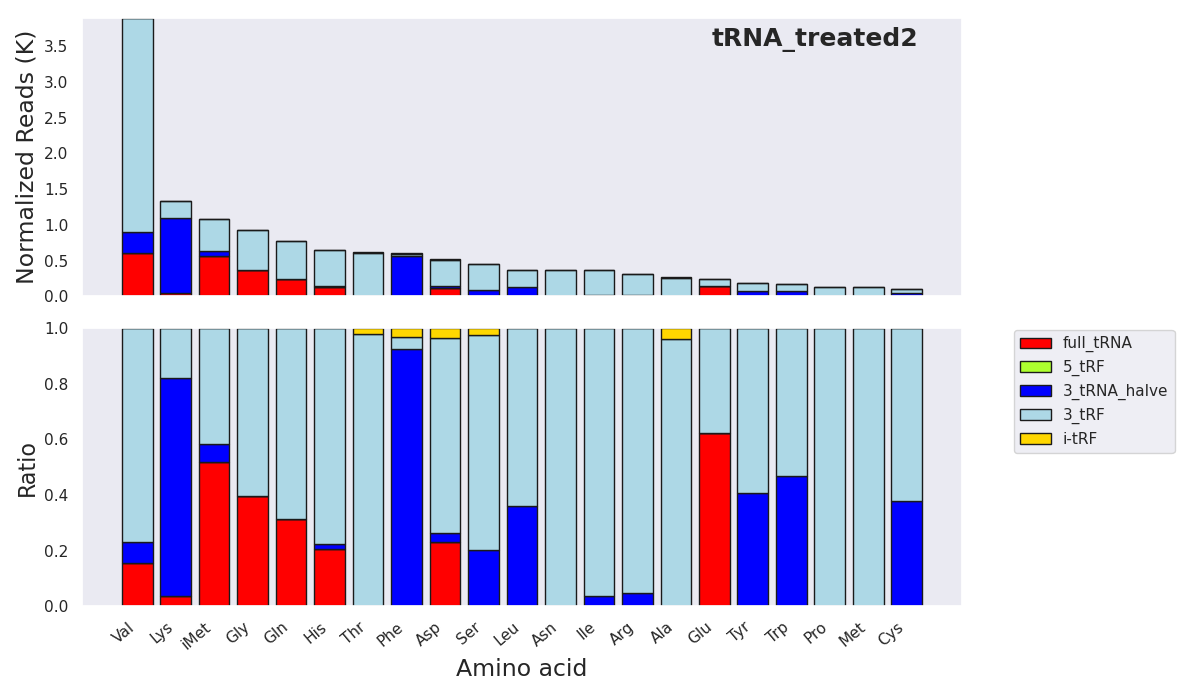 tRNA_treated2
Normalized Reads (K)
3.5
3.0
2.5
2.0
1.5
1.0
0.5
0.0
Ratio
1.0
0.8
0.6
0.4
0.2
0.0
full_tRNA
5_tRF
3_tRNA_halve
3_tRF
i-tRF
Val Lys iMet Gly Gln His Thr Phe Asp Ser Leu Asn Ile Arg Ala Glu Tyr Trp Pro Met Cys
Amino acid